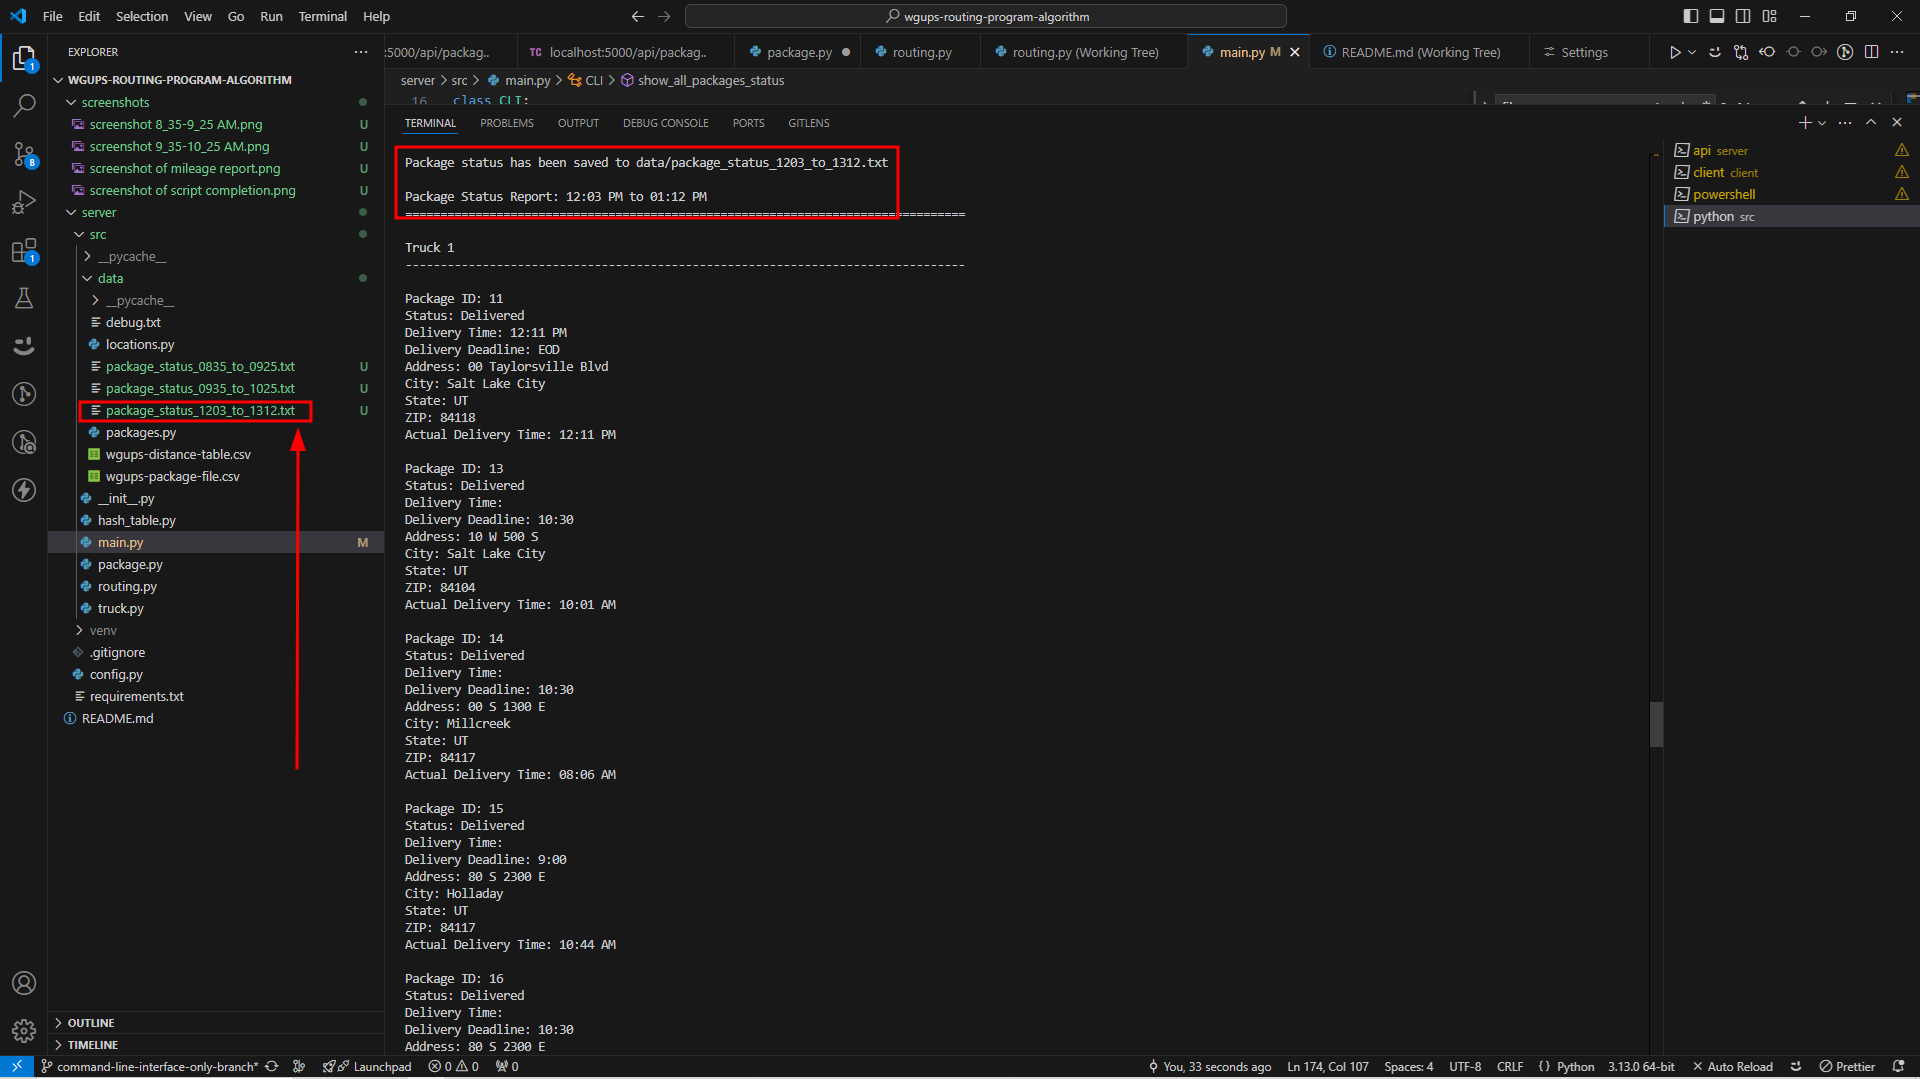 File Edit Selection View Go Run Terminal Help
wgups-routing-program-algorithm
EXPLORER
:5000/api/packag..
TC localhost:5000/api/packag..
package.py
routing.py
routing.py (Working Tree)
main.py M
README.md (Working Tree)
Settings
WGUPS-ROUTING-PROGRAM-ALGORITHM
server > src > main.py > CLI > show_all_packages_status
16 class CLI:
screenshots
screenshot 8_35-9_25 AM.png U
screenshot 9_35-10_25 AM.png U
screenshot of mileage report.png U
screenshot of script completion.png U
server
src
__pycache__
data
__pycache__
debug.txt
locations.py
package_status_0835_to_0925.txt U
package_status_0935_to_1025.txt U
package_status_1203_to_1312.txt U
packages.py
wgups-distance-table.csv
wgups-package-file.csv
__init__.py
hash_table.py
main.py M
package.py
routing.py
truck.py
venv
.gitignore
config.py
requirements.txt
README.md
OUTLINE
TIMELINE
1
8
1
TERMINAL PROBLEMS OUTPUT DEBUG CONSOLE PORTS GITLENS
Package status has been saved to data/package_status_1203_to_1312.txt
Package Status Report: 12:03 PM to 01:12 PM
================================================================================
Truck 1
--------------------------------------------------------------------------------
Package ID: 11
Status: Delivered
Delivery Time: 12:11 PM
Delivery Deadline: EOD
Address: 00 Taylorsville Blvd
City: Salt Lake City
State: UT
ZIP: 84118
Actual Delivery Time: 12:11 PM
Package ID: 13
Status: Delivered
Delivery Time:
Delivery Deadline: 10:30
Address: 10 W 500 S
City: Salt Lake City
State: UT
ZIP: 84104
Actual Delivery Time: 10:01 AM
Package ID: 14
Status: Delivered
Delivery Time:
Delivery Deadline: 10:30
Address: 00 S 1300 E
City: Millcreek
State: UT
ZIP: 84117
Actual Delivery Time: 08:06 AM
Package ID: 15
Status: Delivered
Delivery Time:
Delivery Deadline: 9:00
Address: 80 S 2300 E
City: Holladay
State: UT
ZIP: 84117
Actual Delivery Time: 10:44 AM
Package ID: 16
Status: Delivered
Delivery Time:
Delivery Deadline: 10:30
Address: 80 S 2300 E
api server
client client
powershell
python src
command-line-interface-only-branch* Launchpad 0 0 0
You, 33 seconds ago Ln 174, Col 107 Spaces: 4 UTF-8 CRLF Python 3.13.0 64-bit Auto Reload Prettier